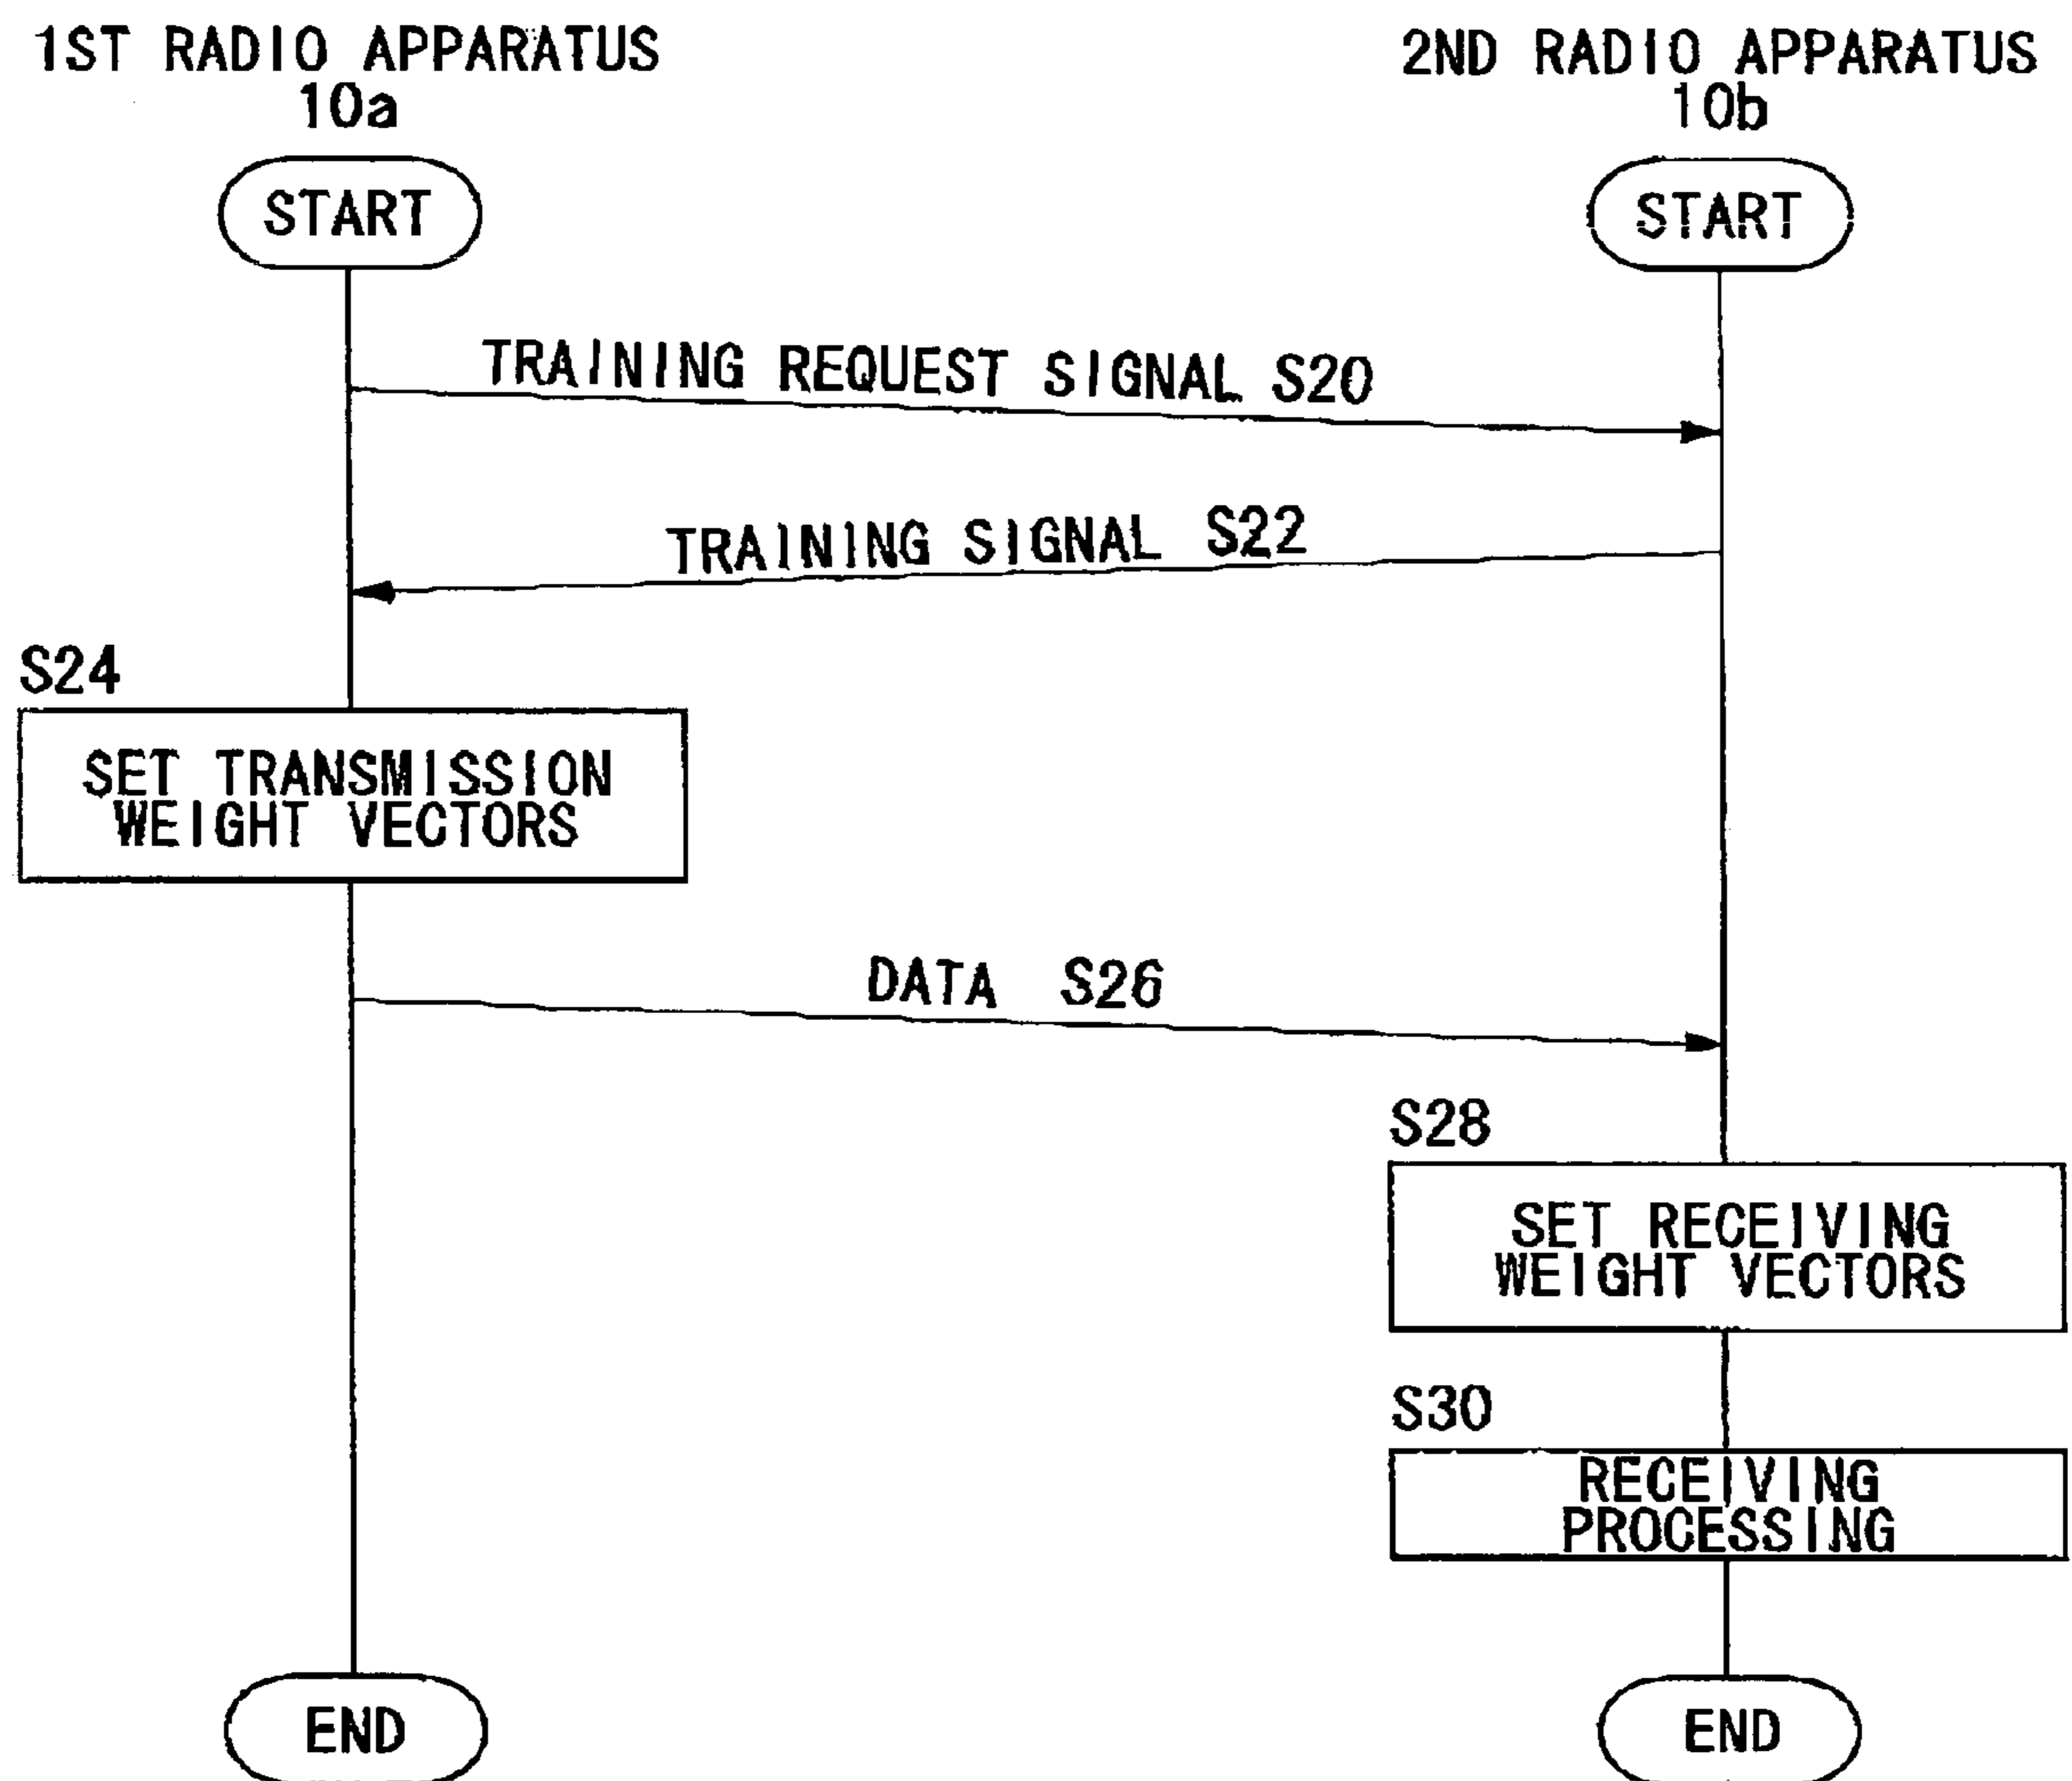 1ST RADIO APPARATUS
10a
2ND RADIO APPARATUS
10b
START
START
TRAINING REQUEST SIGNAL S20
TRAINING SIGNAL S22
S24
SET TRANSMISSION
WEIGHT VECTORS
DATA S26
S28
SET RECEIVING
WEIGHT VECTORS
S30
RECEIVING
PROCESSING
END
END